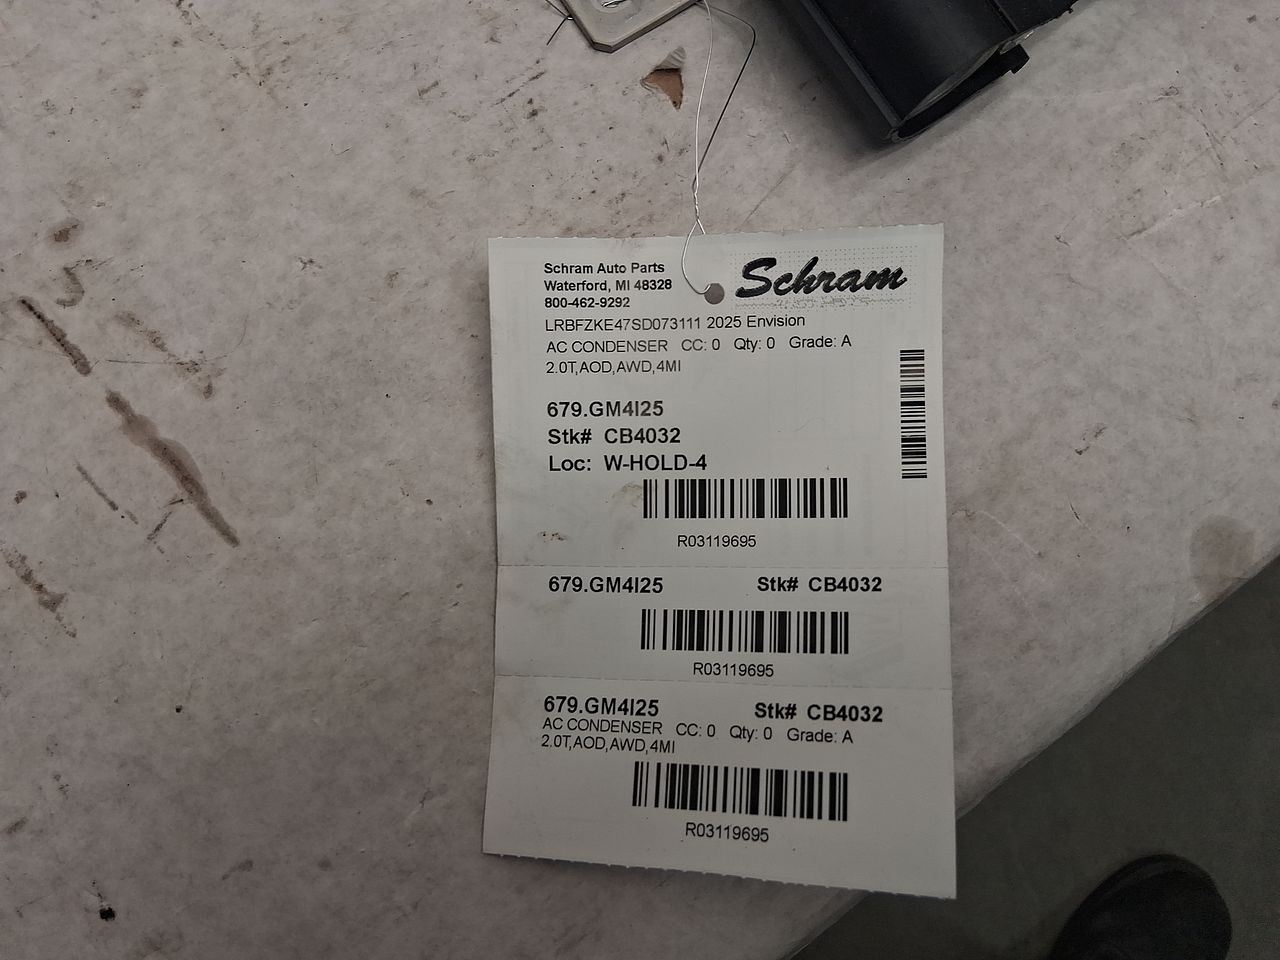 Schram Auto Parts
Waterford, MI 48328
800-462-9292
Schram
LRBFZKE47SD073111 2025 Envision
AC CONDENSER CC: 0 Qty: 0 Grade: A
2.0T,AOD,AWD,4MI
679.GM4I25
Stk# CB4032
Loc: W-HOLD-4
R03119695
679.GM4I25 Stk# CB4032
R03119695
679.GM4I25 Stk# CB4032
AC CONDENSER CC: 0 Qty: 0 Grade: A
2.0T,AOD,AWD,4MI
R03119695